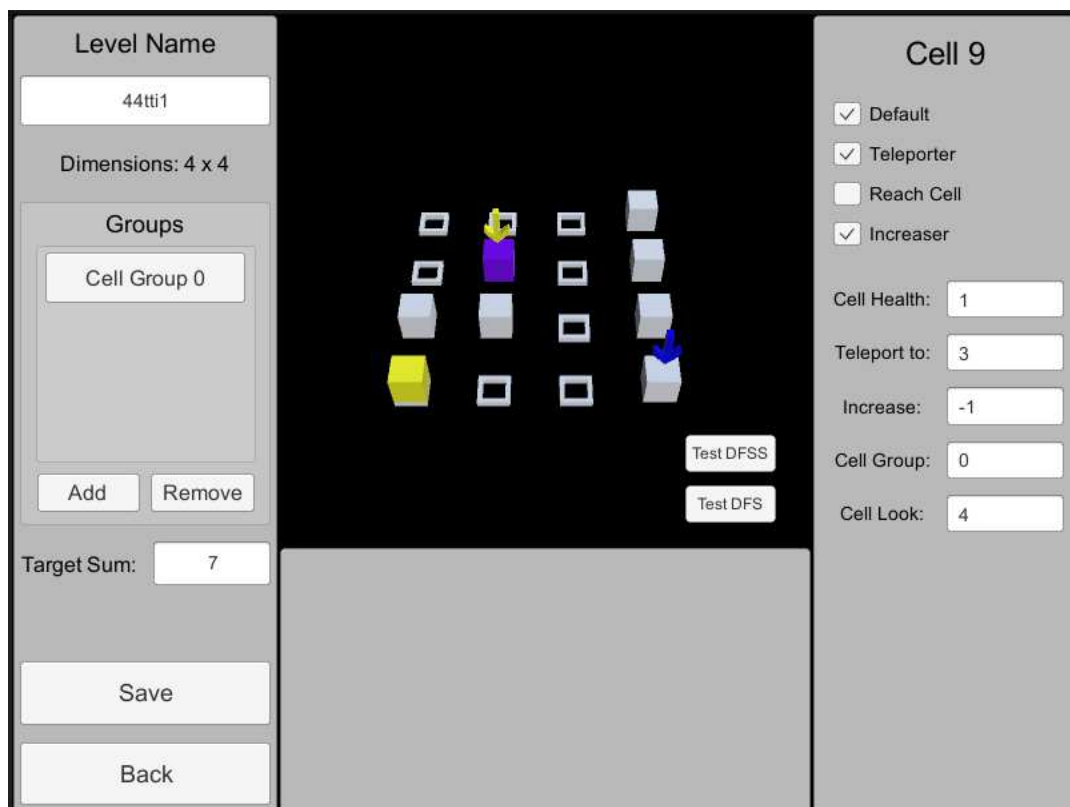 Level Name
44tti1
Dimensions: 4 x 4
Groups
Cell Group 0
Add
Remove
Target Sum:
7
Save
Back
Test DFSS
Test DFS
Cell 9
Default
Teleporter
Reach Cell
Increaser
Cell Health:
1
Teleport to:
3
Increase:
-1
Cell Group:
0
Cell Look:
4